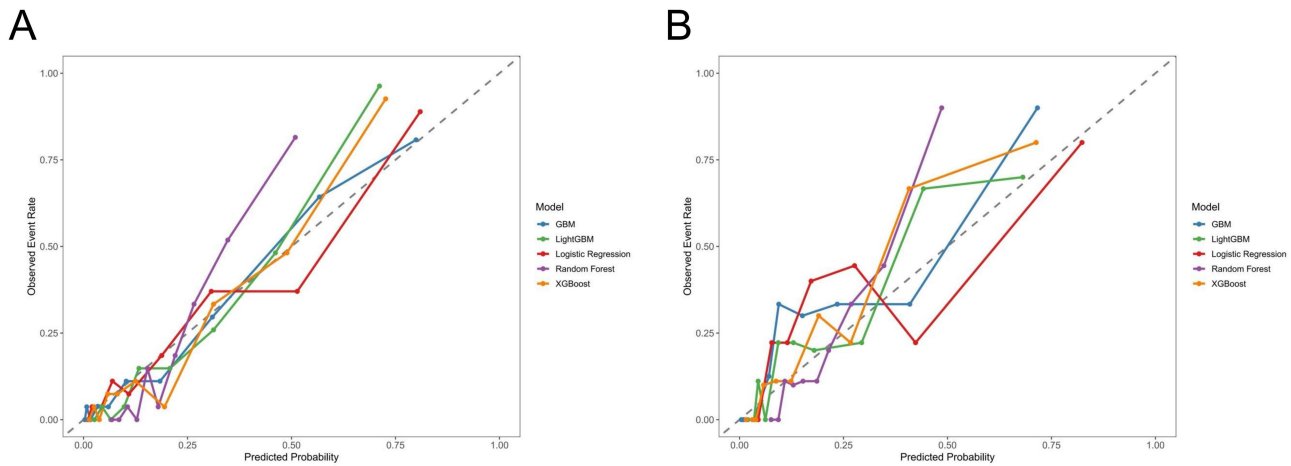 A
B
Observed Event Rate
1.00
0.75
0.50
0.25
0.00
0.00
0.25
0.50
0.75
1.00
Predicted Probability
Model
GBM
LightGBM
Logistic Regression
Random Forest
XGBoost
Observed Event Rate
1.00
0.75
0.50
0.25
0.00
0.00
0.25
0.50
0.75
1.00
Predicted Probability
Model
GBM
LightGBM
Logistic Regression
Random Forest
XGBoost